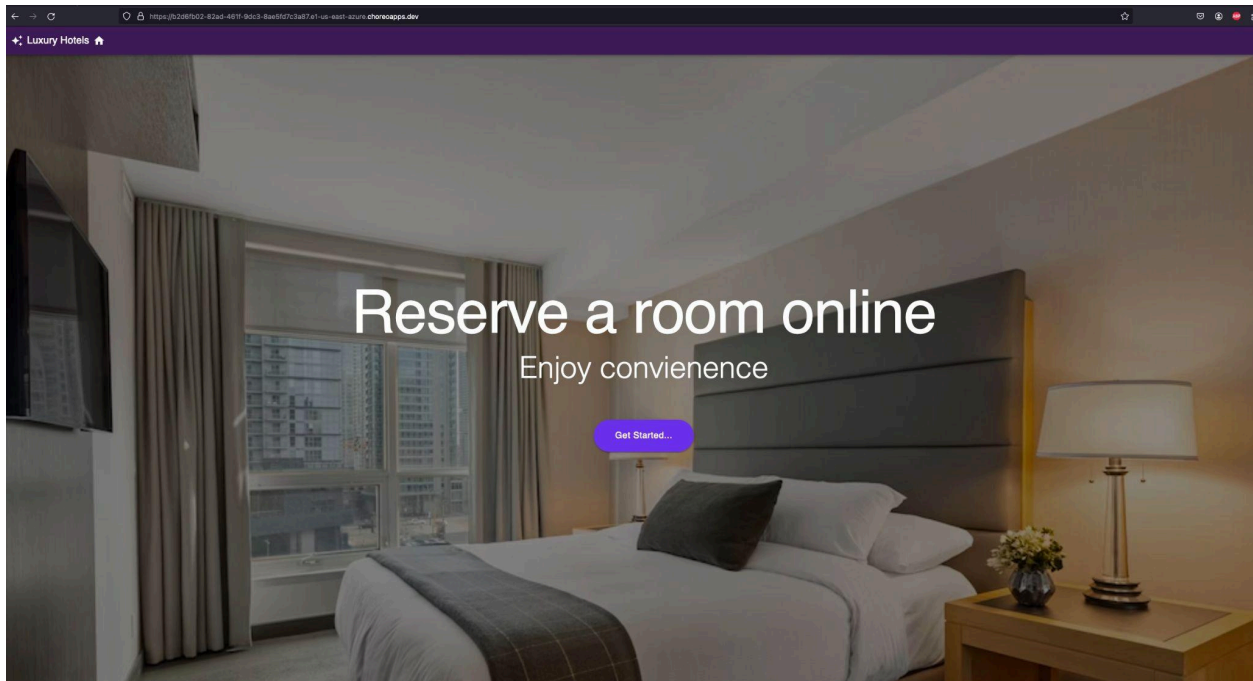 https://b2d6fb02-82ad-461f-9dc3-8ae5fd7c3a87.e1-us-east-azure.choreoapps.dev
Luxury Hotels
Reserve a room online
Enjoy convienence
Get Started...